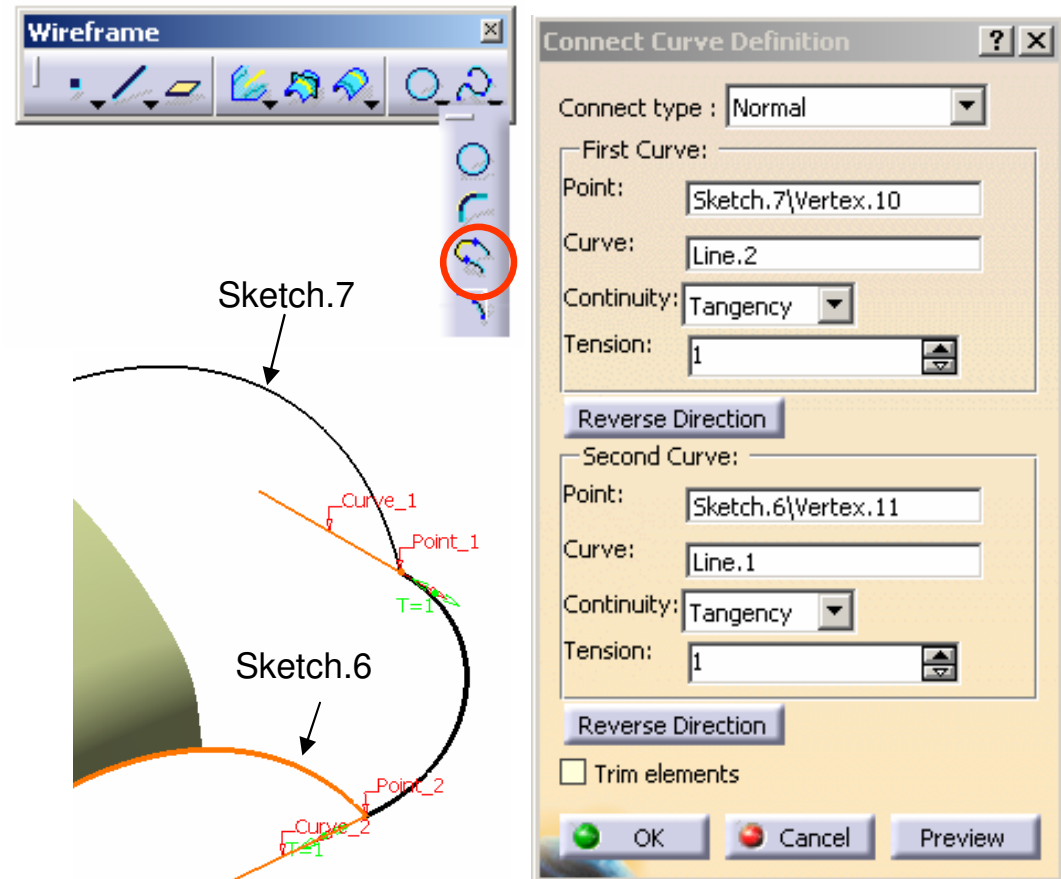 Wireframe
Sketch.7
Curve_1
Point_1
T=1
Sketch.6
Point_2
Curve_2
T=1
Connect Curve Definition
Connect type : Normal
First Curve:
Point: Sketch.7\Vertex.10
Curve: Line.2
Continuity: Tangency
Tension: 1
Reverse Direction
Second Curve:
Point: Sketch.6\Vertex.11
Curve: Line.1
Continuity: Tangency
Tension: 1
Reverse Direction
Trim elements
OK Cancel Preview